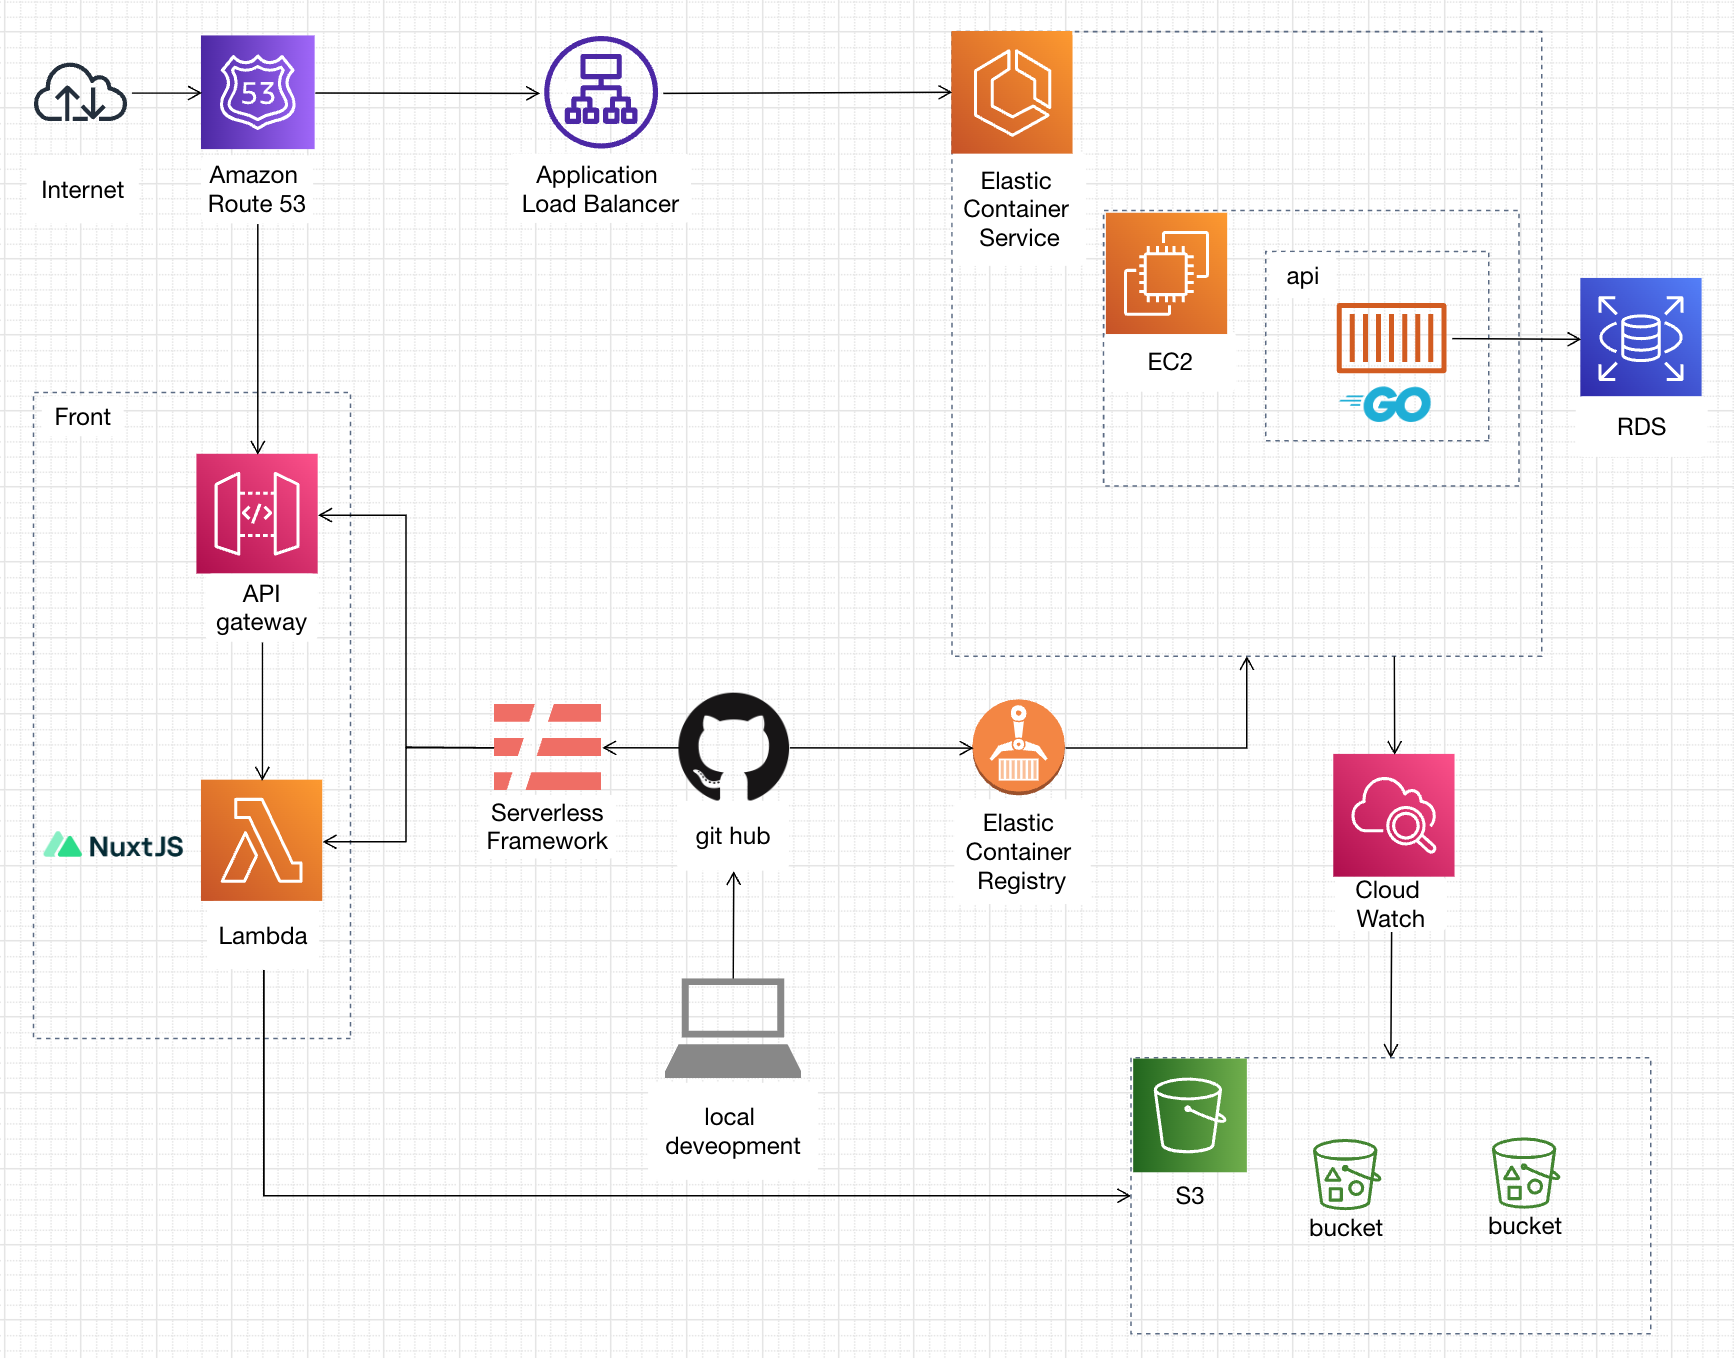 53
Internet
Amazon
Route 53
Application
Load Balancer
Elastic
Container
Service
EC2
api
GO
RDS
Front
</>
API
gateway
NuxtJS
Lambda
Serverless
Framework
git hub
Elastic
Container
Registry
Cloud
Watch
local
deveopment
S3
bucket
bucket